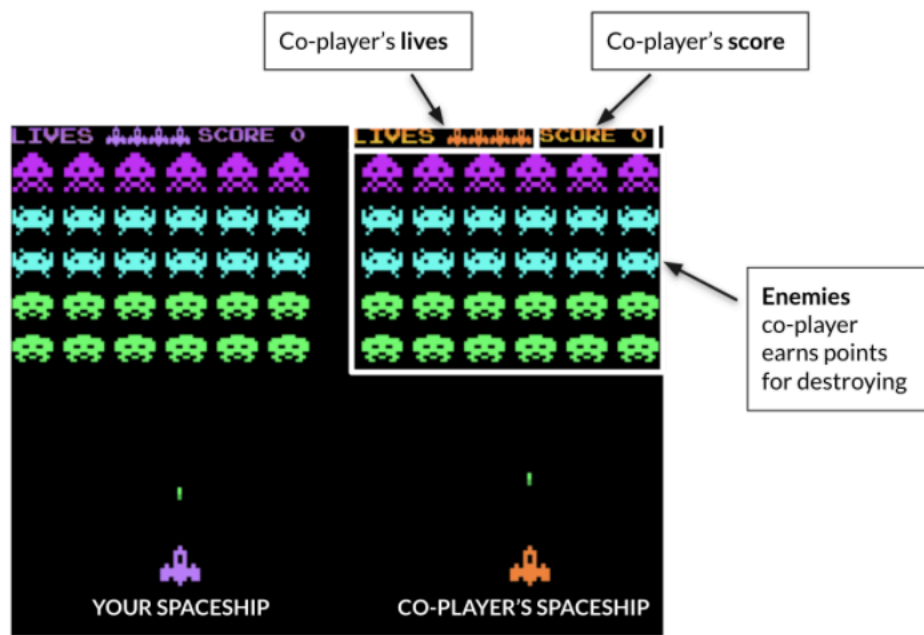 Co-player's lives
Co-player's score
LIVES SCORE 0
LIVES SCORE 0
Enemies
co-player
earns points
for destroying
YOUR SPACESHIP
CO-PLAYER'S SPACESHIP